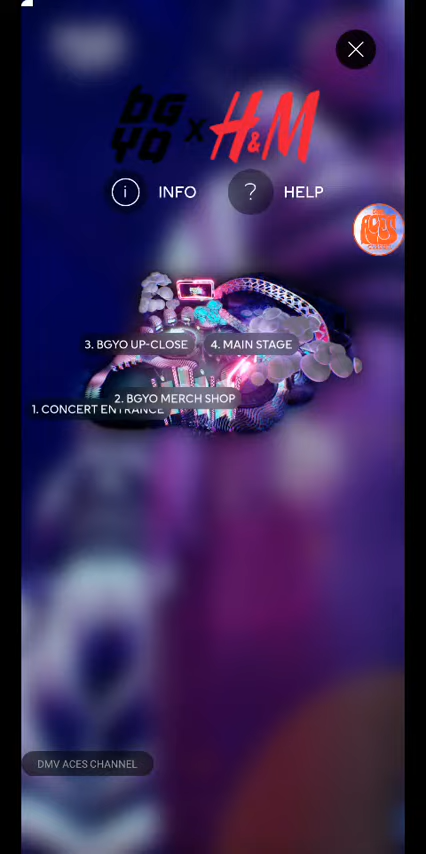 BGYO x H&M
i INFO ? HELP
ACES
3. BGYO UP-CLOSE
4. MAIN STAGE
2. BGYO MERCH SHOP
1. CONCERT ENTRANCE
DMV ACES CHANNEL